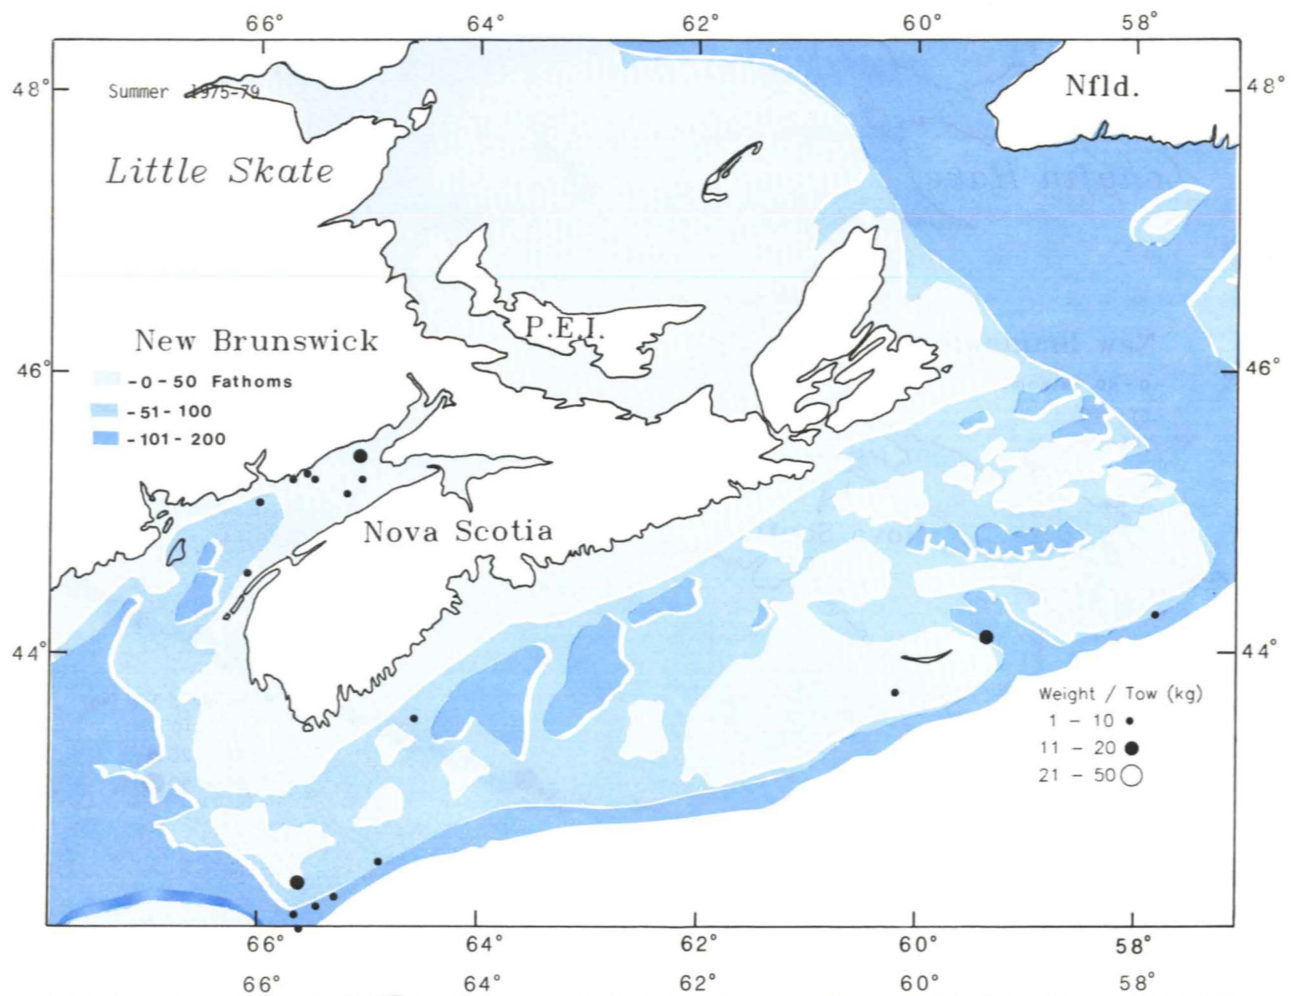 66° 64° 62° 60° 58°
48° 48°
Nfld.
Summer 1975-79
Little Skate
P.E.I.
New Brunswick
46° 46°
-0-50 Fathoms
-51-100
-101-200
Nova Scotia
44° 44°
Weight / Tow (kg)
1 - 10
11 - 20
21 - 50
66° 64° 62° 60° 58°
66° 64° 62° 60° 58°